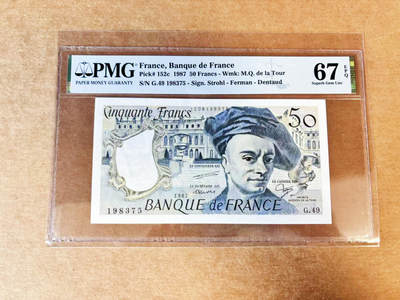 PMG
PAPER MONEY GUARANTY
France, Banque de France
Pick# 152c 1987 50 Francs - Wmk: M.Q. de la Tour
S/N G.49 198375 - Sign. Strohl - Ferman - Dentaud
67 EPQ
Superb Gem Unc
Cinquante Francs
50
198375
BANQUE DE FRANCE
G.49